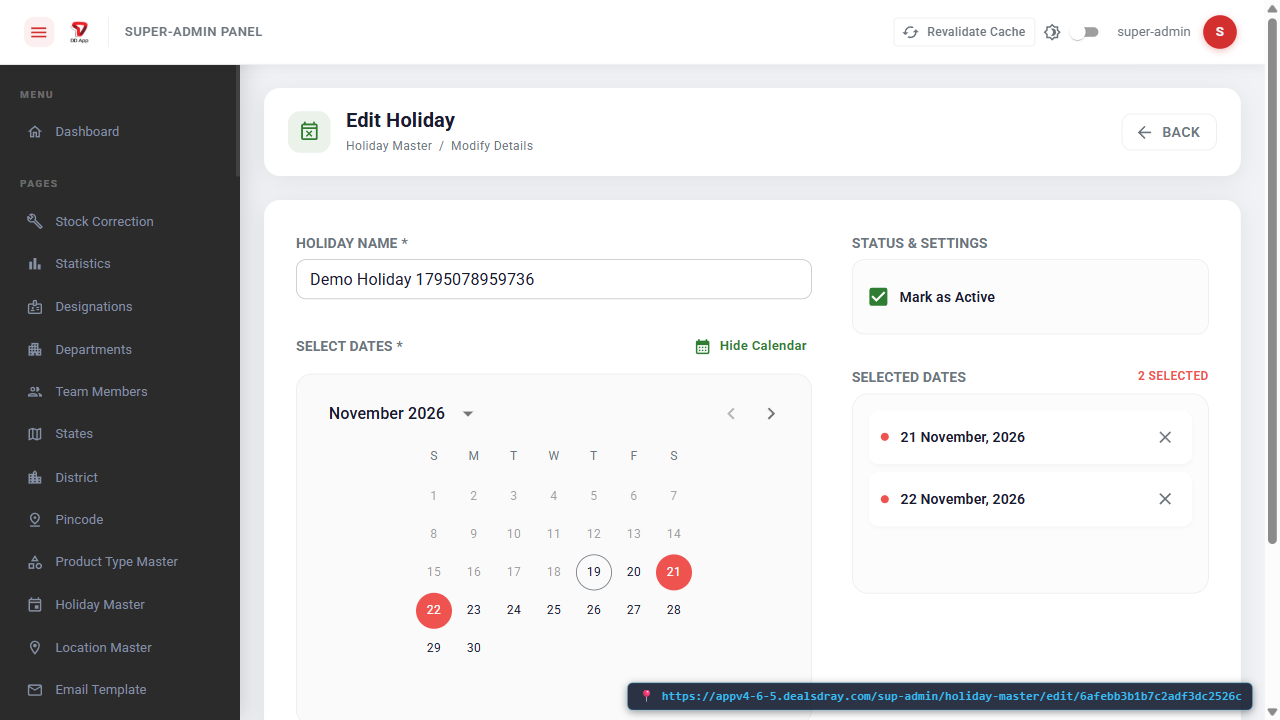 DD App
SUPER-ADMIN PANEL
Revalidate Cache
super-admin
S
MENU
Dashboard
PAGES
Stock Correction
Statistics
Designations
Departments
Team Members
States
District
Pincode
Product Type Master
Holiday Master
Location Master
Email Template
Edit Holiday
Holiday Master / Modify Details
BACK
HOLIDAY NAME *
Demo Holiday 1795078959736
SELECT DATES *
Hide Calendar
November 2026
S M T W T F S
1 2 3 4 5 6 7
8 9 10 11 12 13 14
15 16 17 18 19 20 21
22 23 24 25 26 27 28
29 30
STATUS & SETTINGS
Mark as Active
SELECTED DATES
2 SELECTED
21 November, 2026
22 November, 2026
https://appv4-6-5.dealsdray.com/sup-admin/holiday-master/edit/6afebb3b1b7c2adf3dc2526c